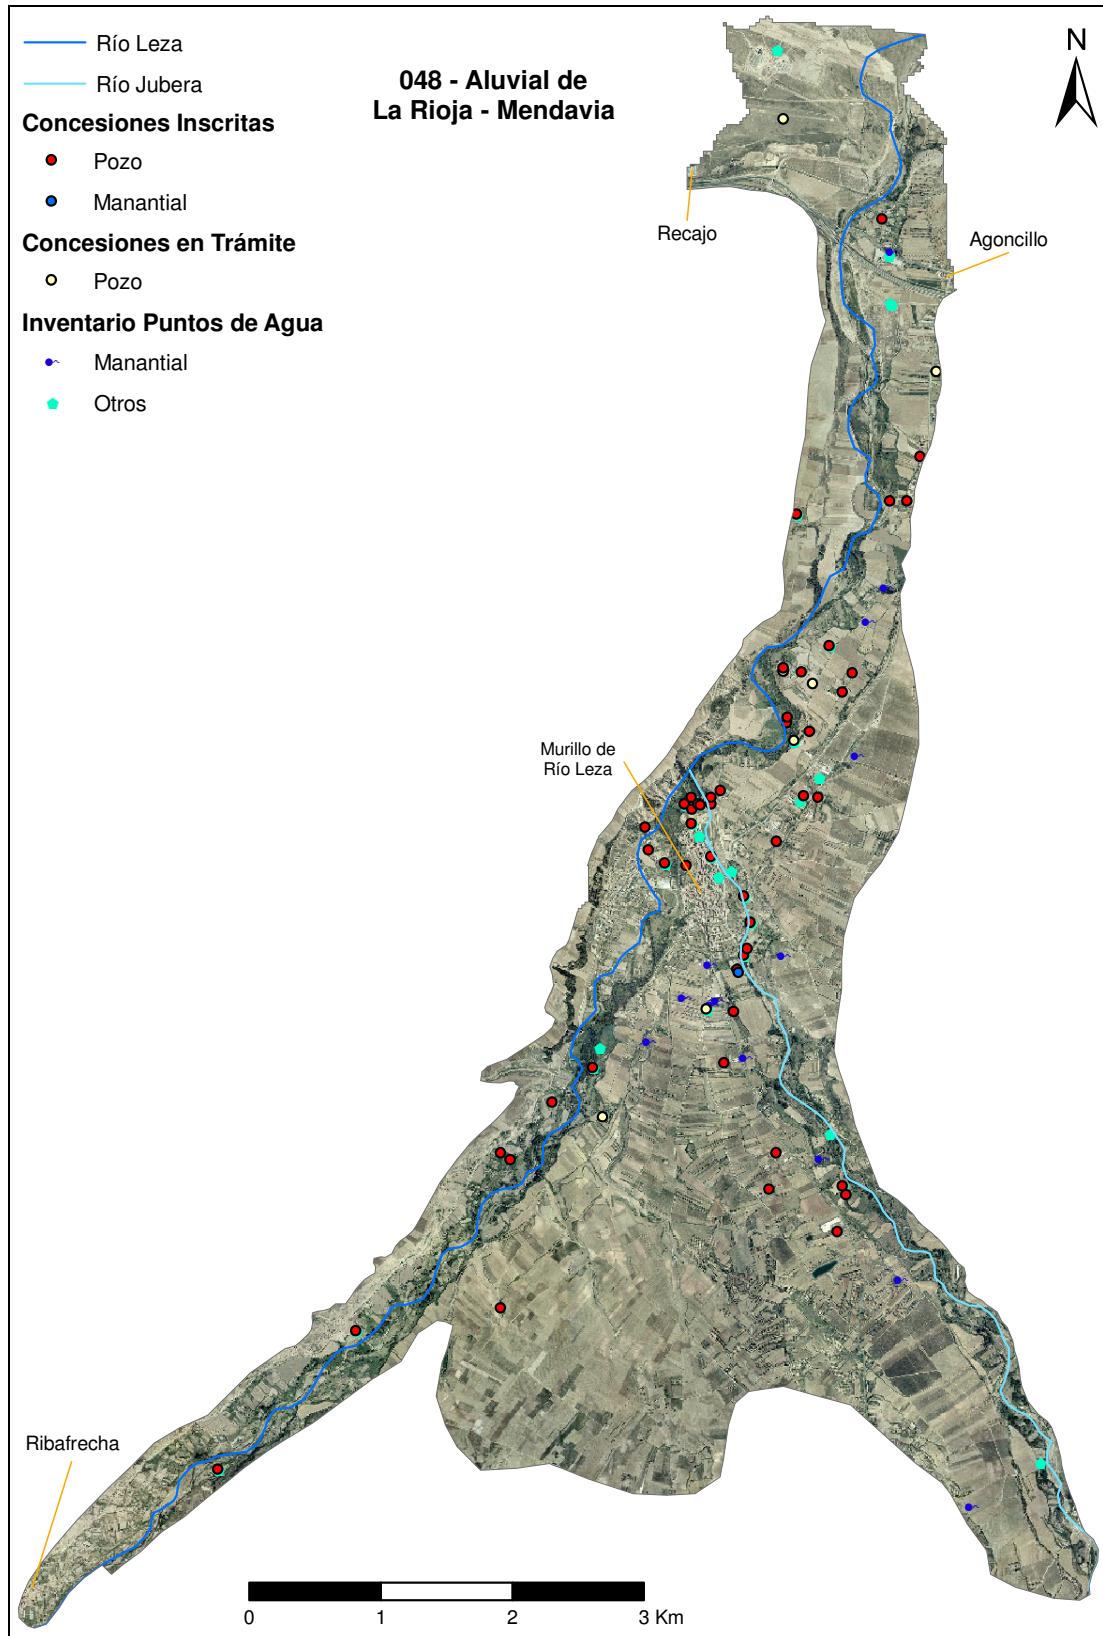 Río Leza
Río Jubera
Concesiones Inscritas
Pozo
Manantial
Concesiones en Trámite
Pozo
Inventario Puntos de Agua
Manantial
Otros
048 - Aluvial de
La Rioja - Mendavia
N
Recajo
Agoncillo
Murillo de
Río Leza
Ribafrecha
0 1 2 3 Km